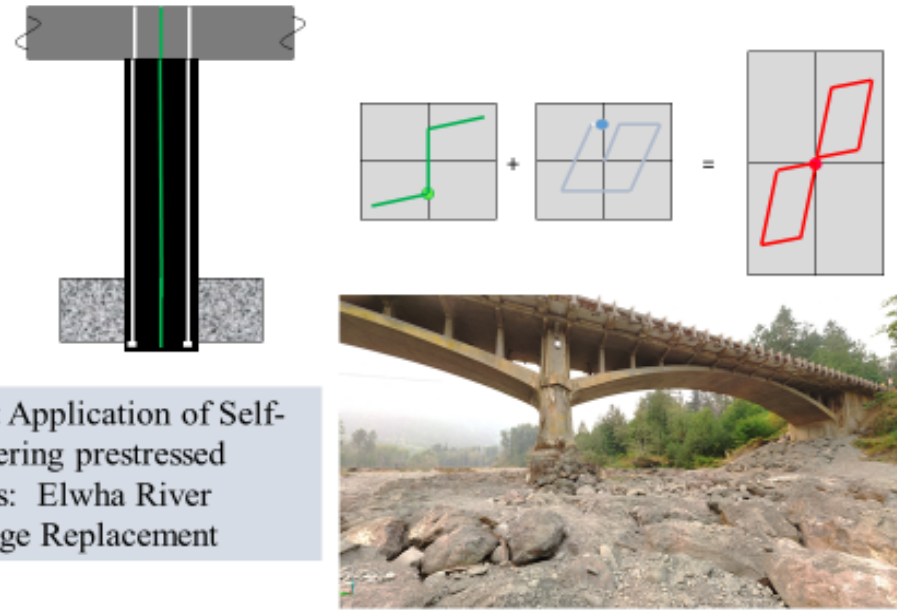 +
=
Application of Self-
ering prestressed
s: Elwha River
ge Replacement